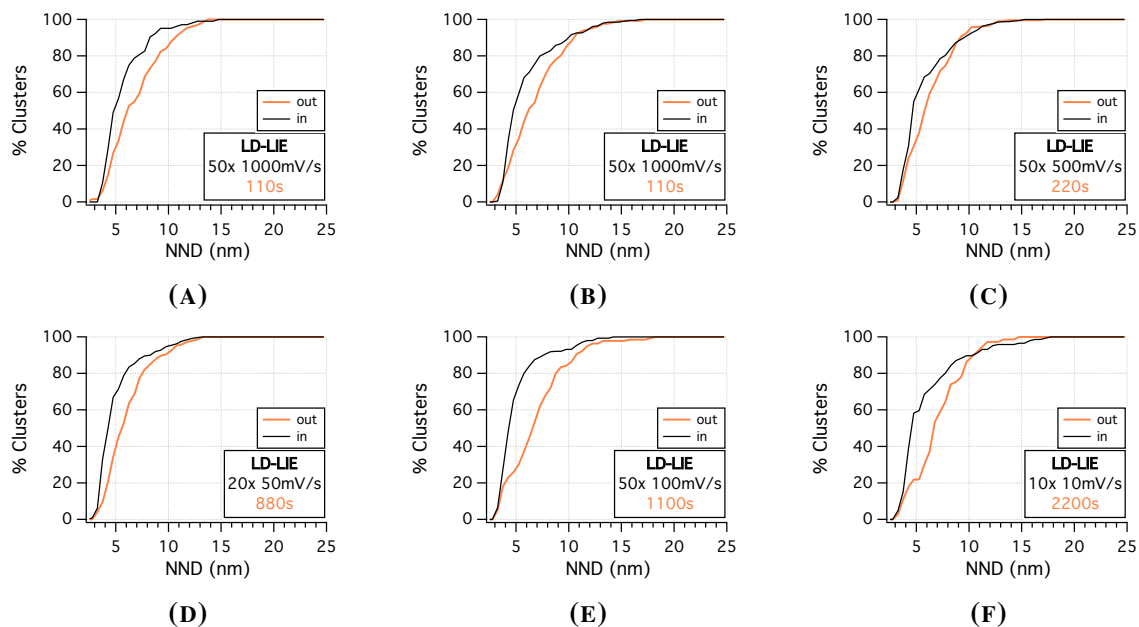 100
80
60
40
20
0
% Clusters
out
in
LD-LIE
50x 1000mV/s
110s
5
10
15
20
25
NND (nm)
(A)
100
80
60
40
20
0
% Clusters
out
in
LD-LIE
50x 1000mV/s
110s
5
10
15
20
25
NND (nm)
(B)
100
80
60
40
20
0
% Clusters
out
in
LD-LIE
50x 500mV/s
220s
5
10
15
20
25
NND (nm)
(C)
100
80
60
40
20
0
% Clusters
out
in
LD-LIE
20x 50mV/s
880s
5
10
15
20
25
NND (nm)
(D)
100
80
60
40
20
0
% Clusters
out
in
LD-LIE
50x 100mV/s
1100s
5
10
15
20
25
NND (nm)
(E)
100
80
60
40
20
0
% Clusters
out
in
LD-LIE
10x 10mV/s
2200s
5
10
15
20
25
NND (nm)
(F)